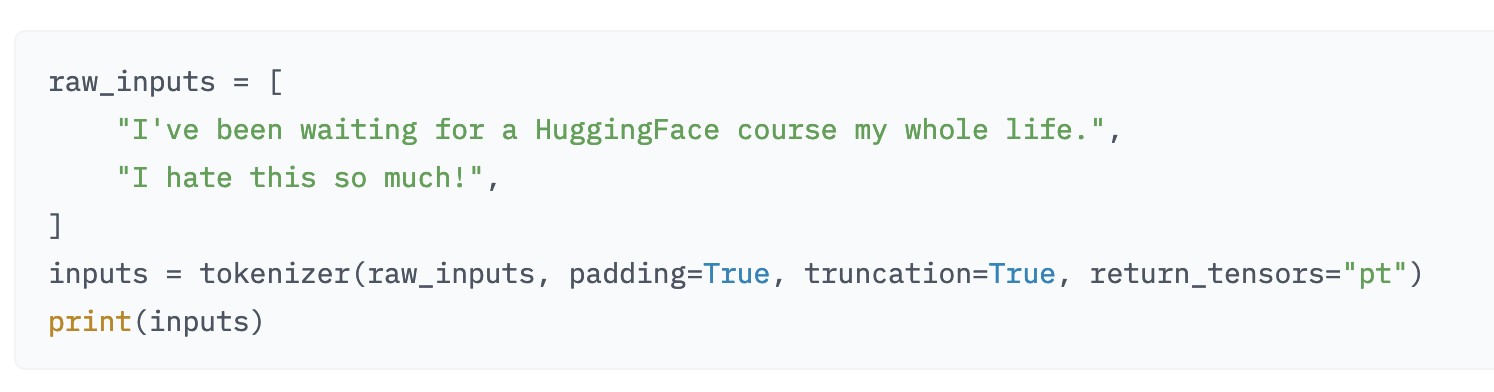 raw_inputs = [
    "I've been waiting for a HuggingFace course my whole life.",
    "I hate this so much!",
]
inputs = tokenizer(raw_inputs, padding=True, truncation=True, return_tensors="pt")
print(inputs)